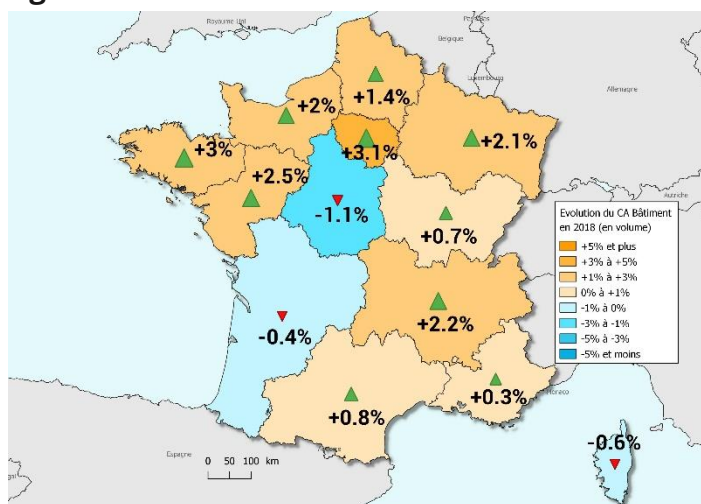 Royaume Uni
Pays-Bas
Belgique
Luxembourg
Allemagne
+1.4%
+2%
+3.1%
+2.1%
+3%
+2.5%
-1.1%
+0.7%
Autriche
Evolution du CA Bâtiment
en 2018 (en volume)
+5% et plus
+3% à +5%
+1% à +3%
0% à +1%
-1% à 0%
-3% à -1%
-5% à -3%
-5% et moins
-0.4%
+2.2%
+0.8%
+0.3%
Monaco
-0.6%
Espagne
0 50 100 km